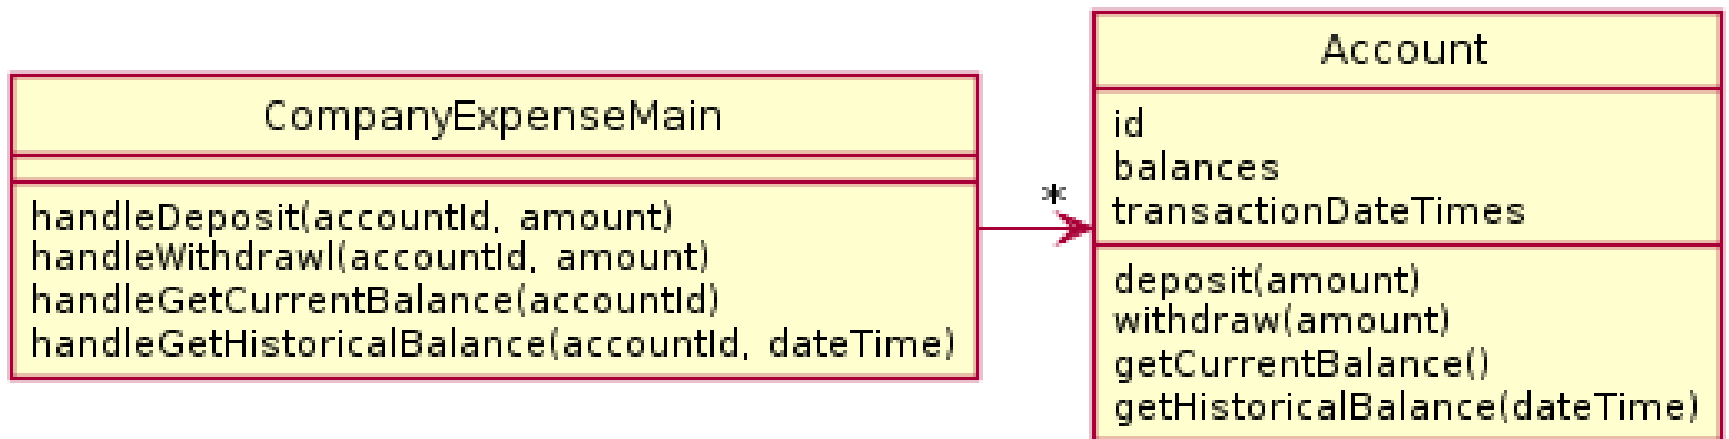 CompanyExpenseMain
handleDeposit(accountId, amount)
handleWithdrawl(accountId, amount)
handleGetCurrentBalance(accountId)
handleGetHistoricalBalance(accountId, dateTime)
*
Account
id
balances
transactionDateTimes
deposit(amount)
withdraw(amount)
getCurrentBalance()
getHistoricalBalance(dateTime)